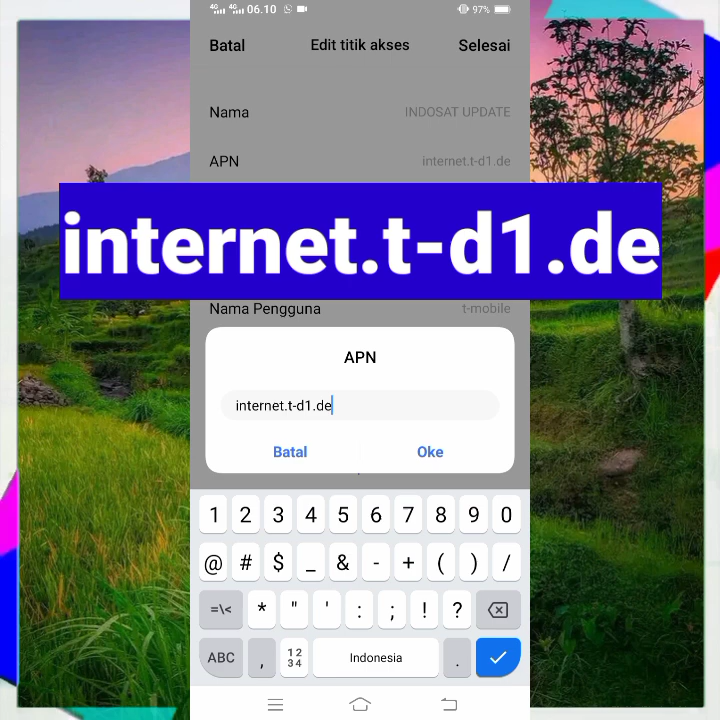 4G 4G 06.10 97%
Batal Edit titik akses Selesai
Nama INDOSAT UPDATE
APN internet.t-d1.de
internet.t-d1.de
Nama Pengguna t-mobile
APN
internet.t-d1.de
Batal Oke
1 2 3 4 5 6 7 8 9 0
@ # $ _ & - + ( ) /
=\< * " ' : ; ! ?
ABC , 12 Indonesia .
34